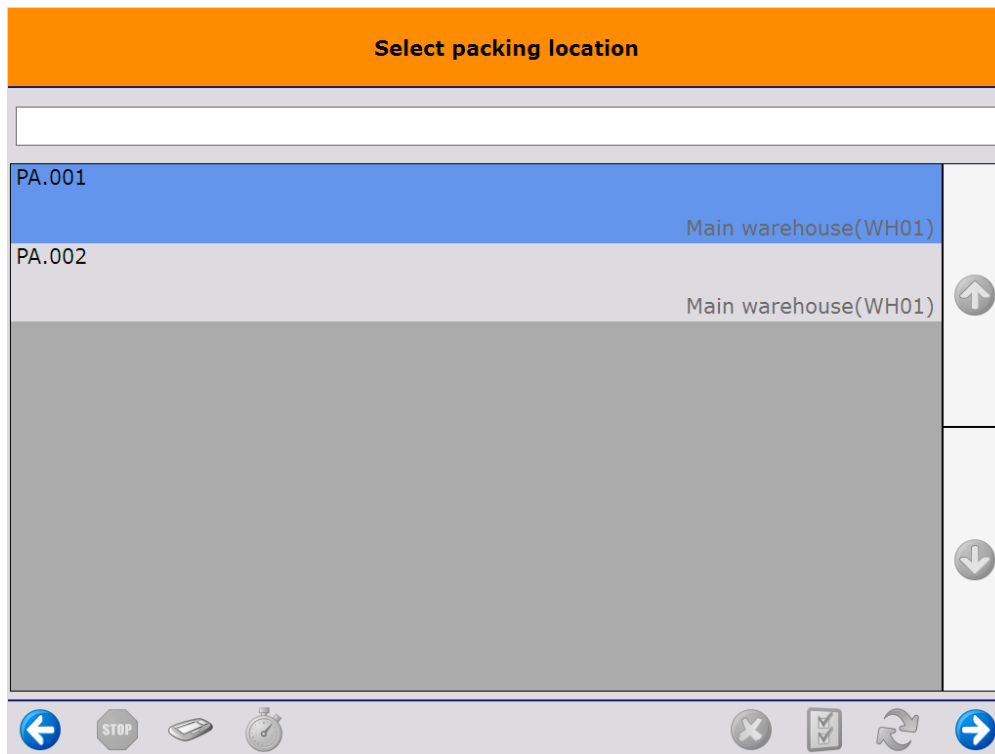 Select packing location
PA.001
Main warehouse(WH01)
PA.002
Main warehouse(WH01)
STOP